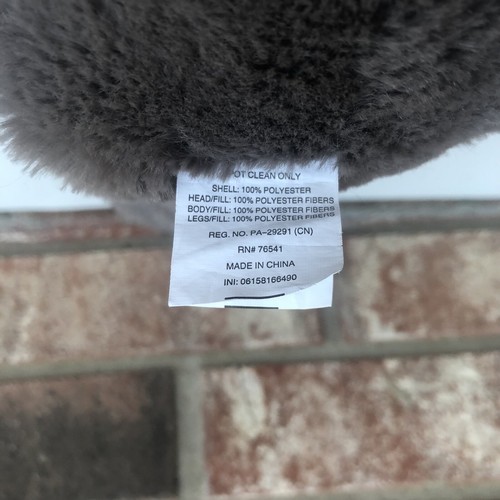 OT CLEAN ONLY
SHELL: 100% POLYESTER
HEAD/FILL: 100% POLYESTER FIBERS
BODY/FILL: 100% POLYESTER FIBERS
LEGS/FILL: 100% POLYESTER FIBERS
REG. NO. PA-29291 (CN)
RN# 76541
MADE IN CHINA
INI: 06158166490